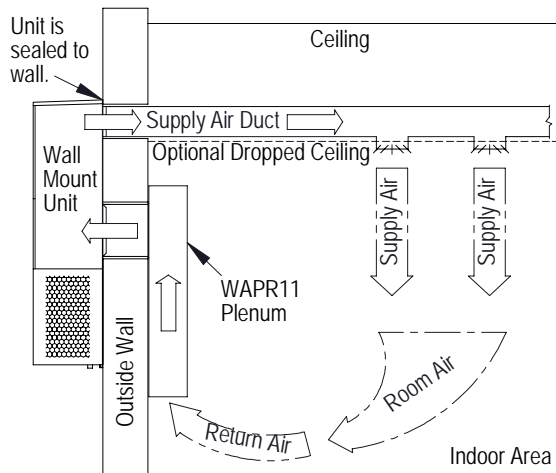 Unit is
sealed to
wall.
Ceiling
Supply Air Duct
Optional Dropped Ceiling
Wall
Mount
Unit
Supply Air
Supply Air
WAPR11
Plenum
Outside Wall
Room Air
Return Air
Indoor Area